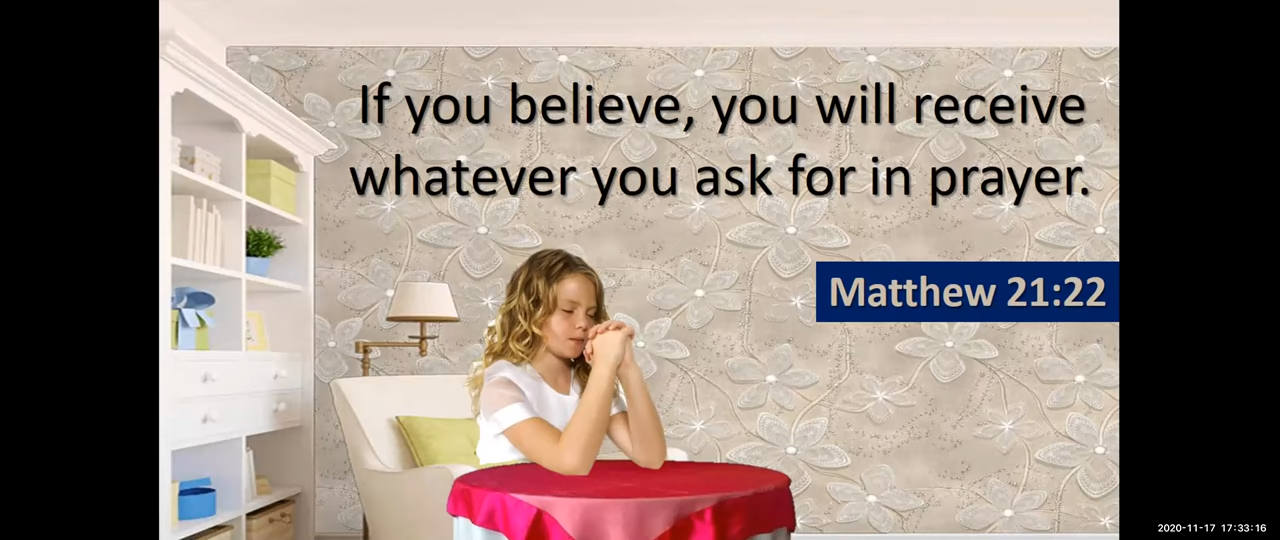 If you believe, you will receive
whatever you ask for in prayer.
Matthew 21:22
2020-11-17 17:33:16